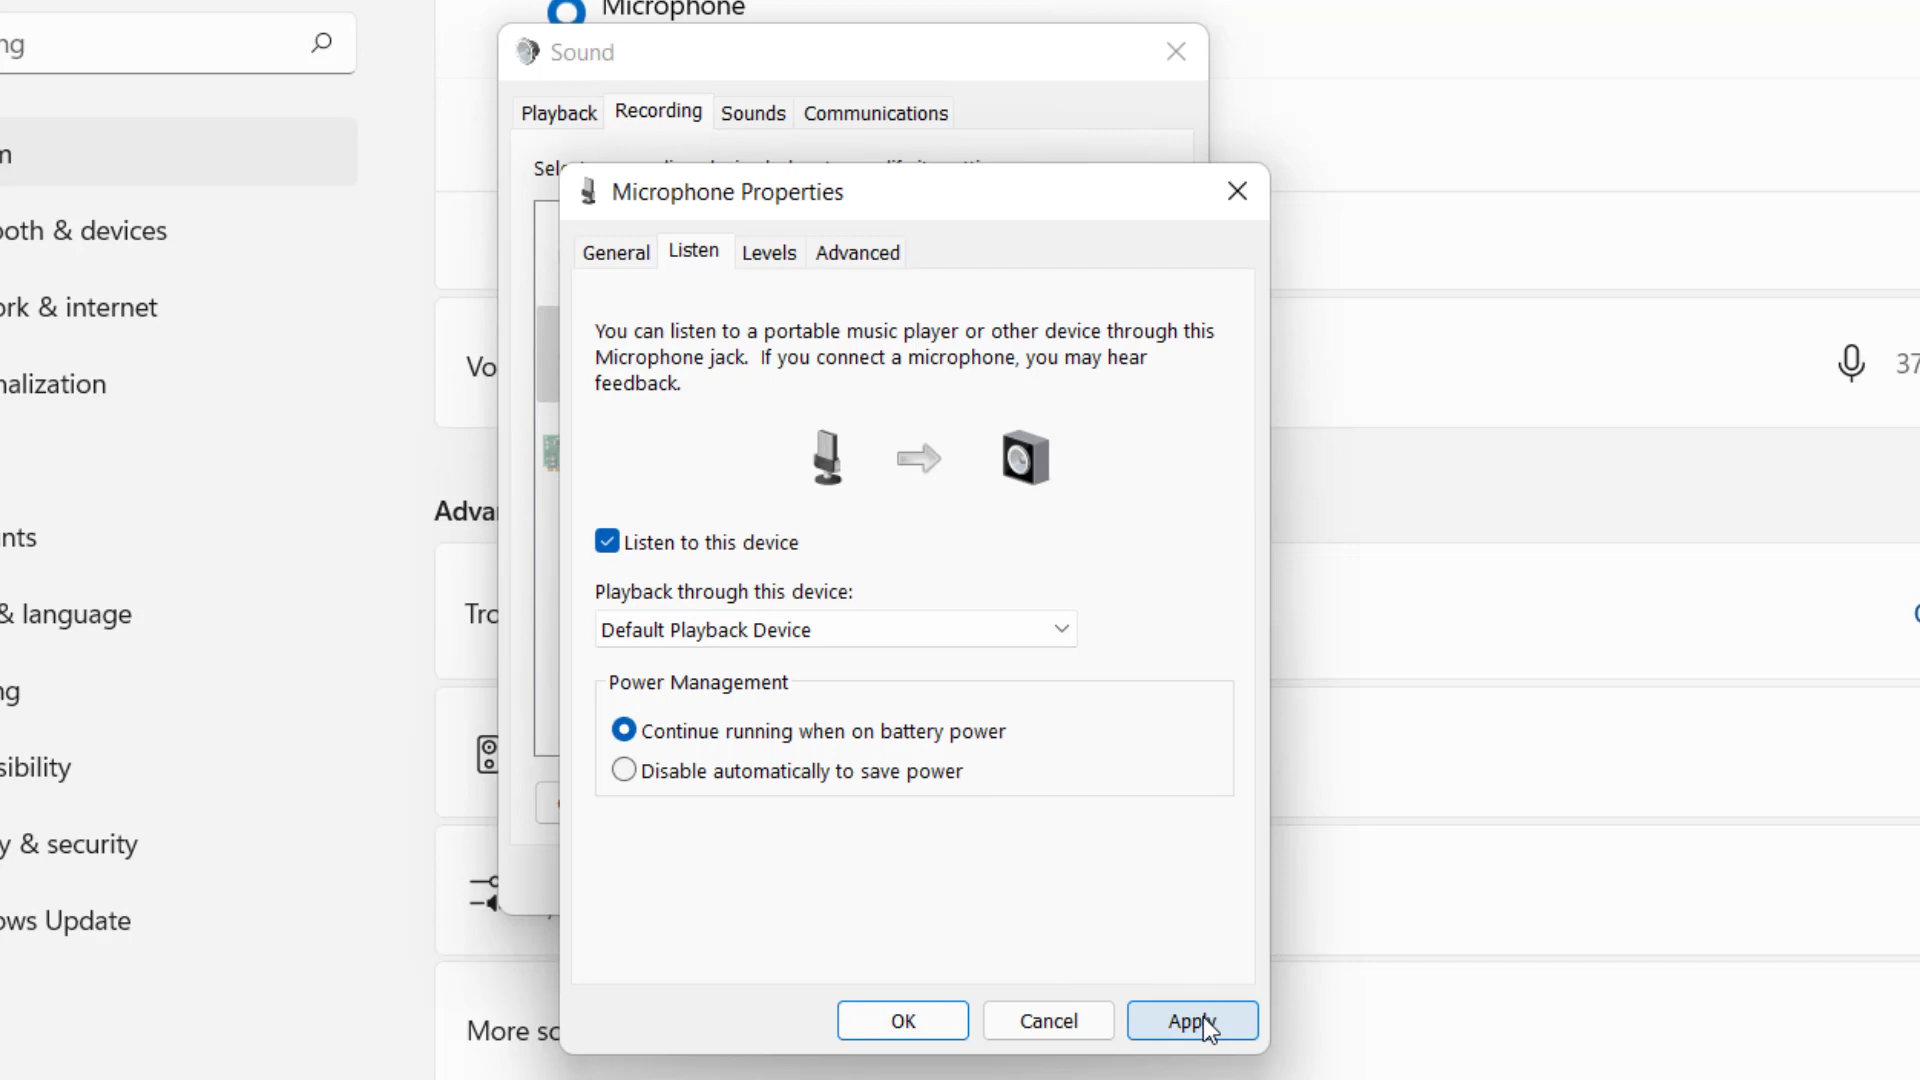 Microphone
ng
Sound
Playback Recording Sounds Communications
Microphone Properties
General Listen Levels Advanced
You can listen to a portable music player or other device through this
Microphone jack. If you connect a microphone, you may hear
feedback.
Listen to this device
Playback through this device:
Default Playback Device
Power Management
Continue running when on battery power
Disable automatically to save power
OK Cancel Apply
m
ooth & devices
ork & internet
nalization
nts
& language
ng
sibility
y & security
ows Update
Sel
Vo
37
Adva
Tro
More so